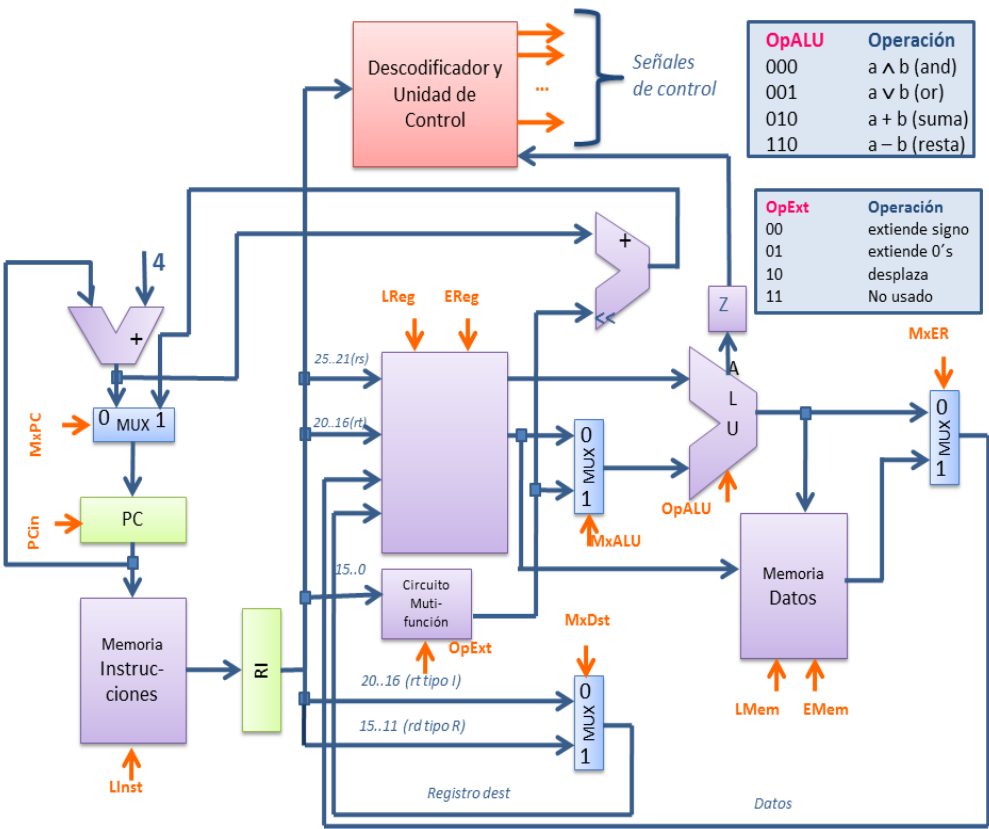 Descodificador y
Unidad de
Control
...
Señales
de control
OpALU Operación
000 a ∧ b (and)
001 a ∨ b (or)
010 a + b (suma)
110 a – b (resta)
OpExt Operación
00 extiende signo
01 extiende 0´s
10 desplaza
11 No usado
4
+
+
<<
Z
LReg EReg
MxER
25..21(rs)
20..16(rt)
0 MUX 1
MxPC
PC
PCin
0
MUX
1
MxALU
A
L
U
OpALU
0
MUX
1
15..0
Circuito
Muti-
función
OpExt
Memoria
Datos
LMem EMem
Memoria
Instruc-
ciones
LInst
RI
MxDst
20..16 (rt tipo I)
15..11 (rd tipo R)
0
MUX
1
Registro dest
Datos